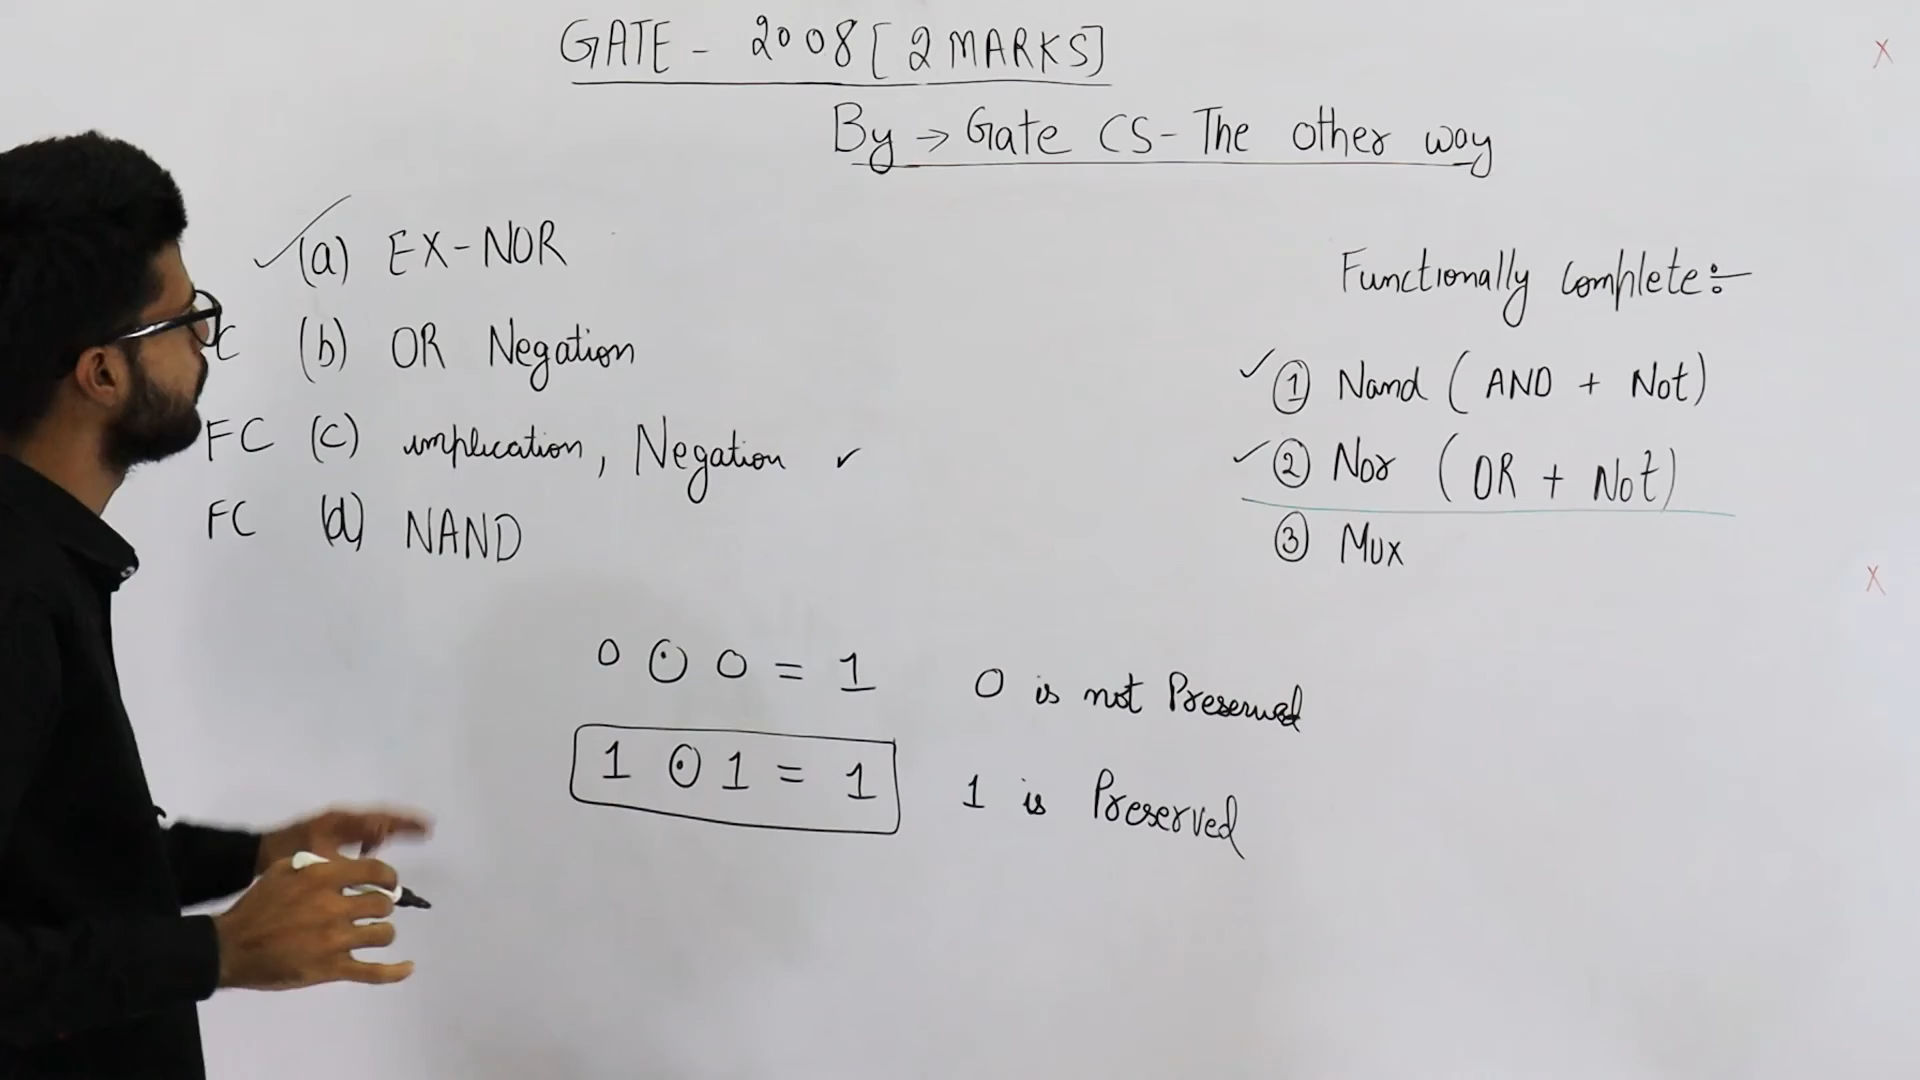 GATE - 2008 [2 MARKS]
By → Gate CS - The other way
✓ (a) EX-NOR
C (b) OR Negation
FC (c) implication, Negation ✓
FC (d) NAND
Functionally Complete:-
✓ ① Nand (AND + Not)
✓ ② Nor (OR + Not)
③ Mux
0 ⊙ 0 = 1 0 is not Preserved
1 ⊙ 1 = 1 1 is Preserved
X
X